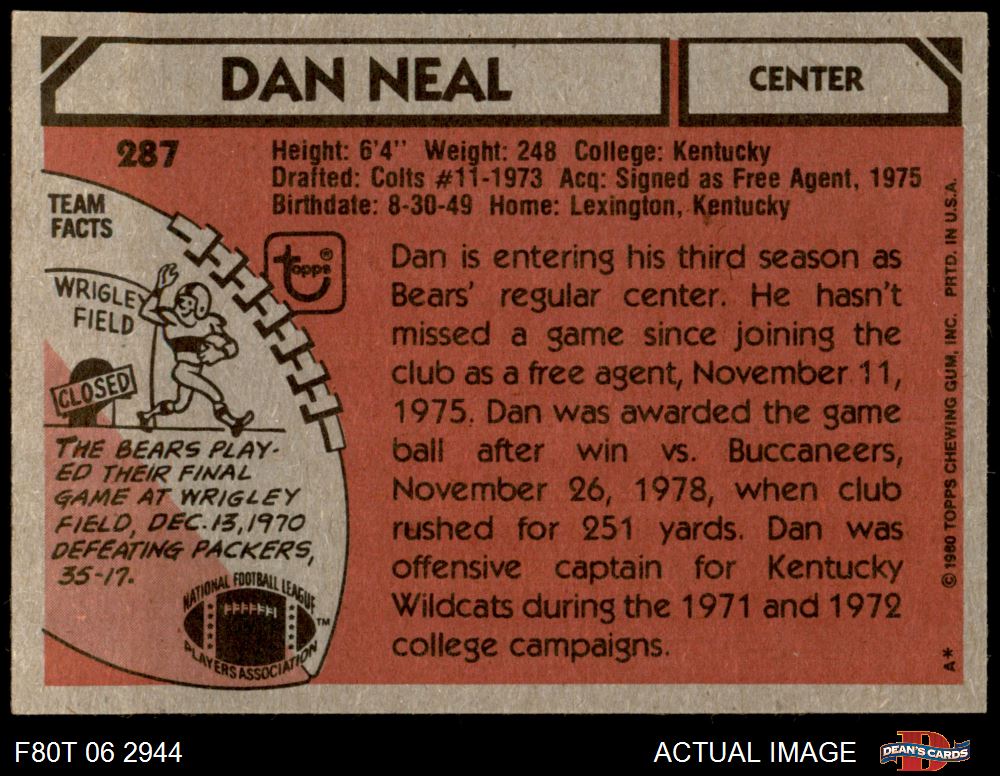 DAN NEAL
CENTER
287
Height: 6'4" Weight: 248 College: Kentucky
Drafted: Colts #11-1973 Acq: Signed as Free Agent, 1975
Birthdate: 8-30-49 Home: Lexington, Kentucky
TEAM
FACTS
WRIGLEY
FIELD
CLOSED
THE BEARS PLAY-
ED THEIR FINAL
GAME AT WRIGLEY
FIELD, DEC. 13, 1970
DEFEATING PACKERS,
35-17.
NATIONAL FOOTBALL LEAGUE
PLAYERS ASSOCIATION
TM
topps®
Dan is entering his third season as
Bears' regular center. He hasn't
missed a game since joining the
club as a free agent, November 11,
1975. Dan was awarded the game
ball after win vs. Buccaneers,
November 26, 1978, when club
rushed for 251 yards. Dan was
offensive captain for Kentucky
Wildcats during the 1971 and 1972
college campaigns.
A* © 1980 TOPPS CHEWING GUM, INC. PRTD. IN U.S.A.
F80T 06 2944
ACTUAL IMAGE
DEAN'S CARDS